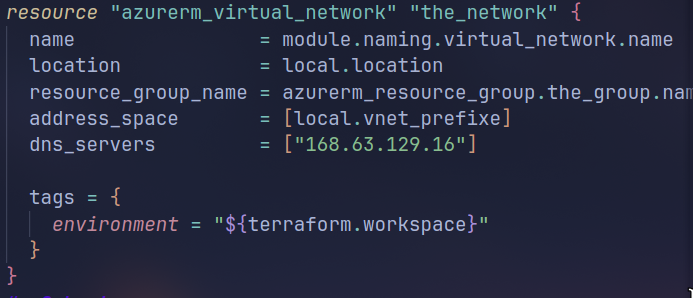 resource "azurerm_virtual_network" "the_network" {
  name                = module.naming.virtual_network.name
  location            = local.location
  resource_group_name = azurerm_resource_group.the_group.nam
  address_space       = [local.vnet_prefixe]
  dns_servers         = ["168.63.129.16"]

  tags = {
    environment = "${terraform.workspace}"
  }
}